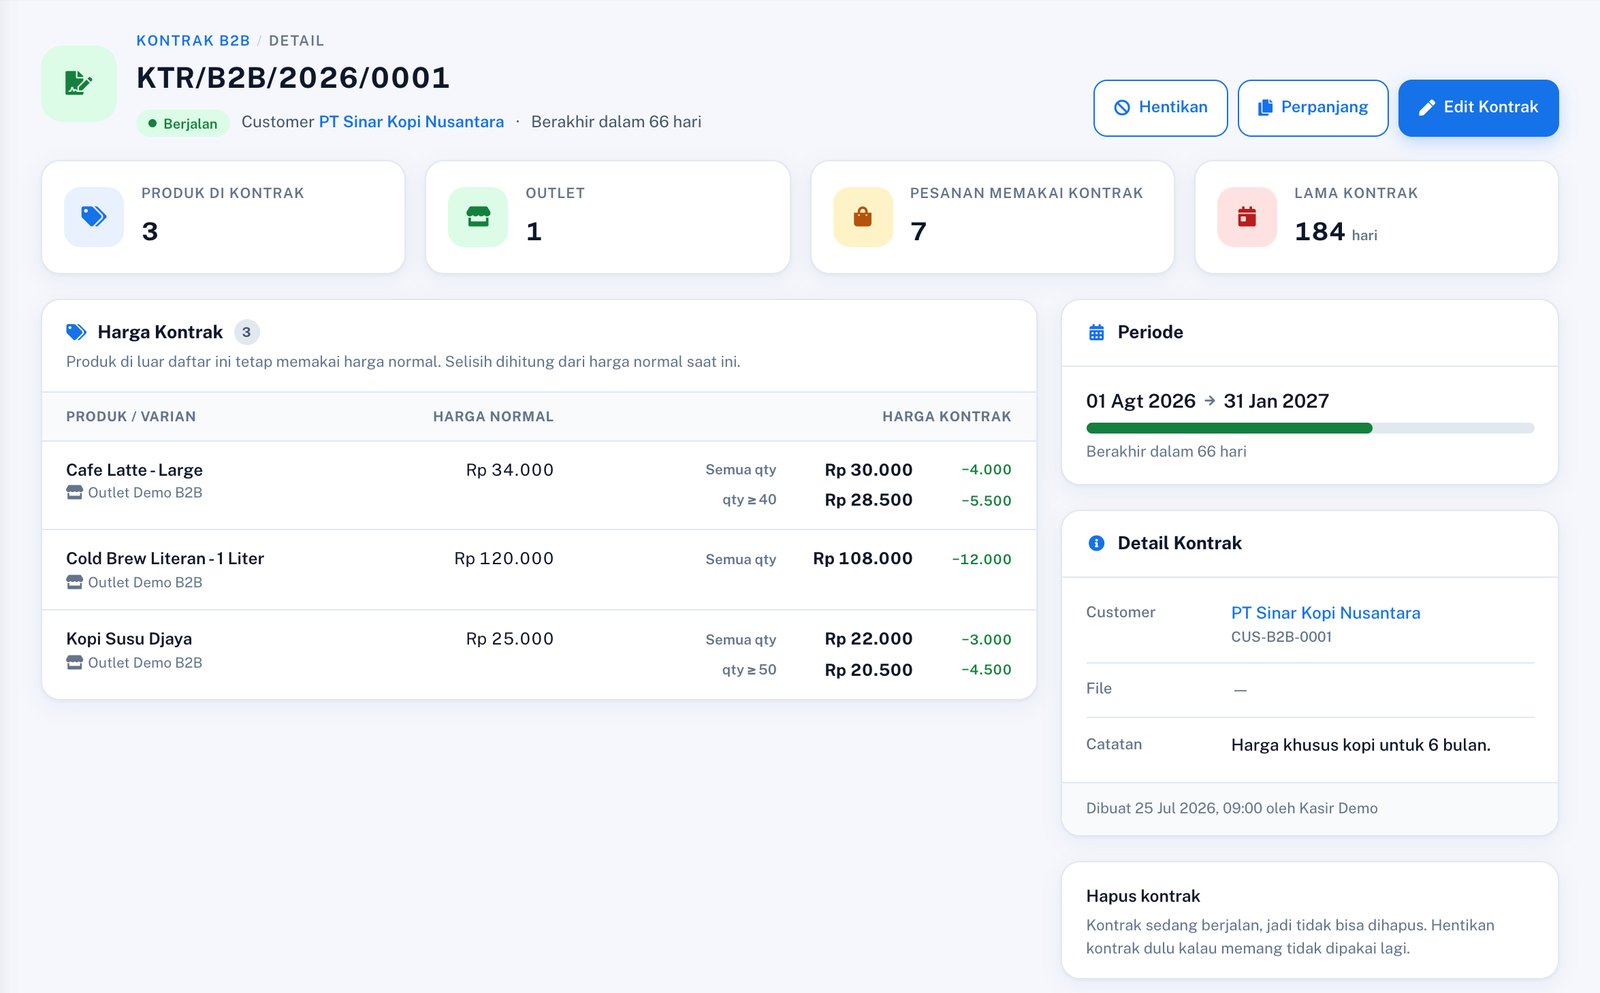 KONTRAK B2B / DETAIL
KTR/B2B/2026/0001
Berjalan Customer PT Sinar Kopi Nusantara · Berakhir dalam 66 hari
Hentikan
Perpanjang
Edit Kontrak
PRODUK DI KONTRAK
3
OUTLET
1
PESANAN MEMAKAI KONTRAK
7
LAMA KONTRAK
184 hari
Harga Kontrak 3
Produk di luar daftar ini tetap memakai harga normal. Selisih dihitung dari harga normal saat ini.
PRODUK / VARIAN HARGA NORMAL HARGA KONTRAK
Cafe Latte - Large Rp 34.000 Semua qty Rp 30.000 −4.000
Outlet Demo B2B qty ≥ 40 Rp 28.500 −5.500
Cold Brew Literan - 1 Liter Rp 120.000 Semua qty Rp 108.000 −12.000
Outlet Demo B2B
Kopi Susu Djaya Rp 25.000 Semua qty Rp 22.000 −3.000
Outlet Demo B2B qty ≥ 50 Rp 20.500 −4.500
Periode
01 Agt 2026 → 31 Jan 2027
Berakhir dalam 66 hari
Detail Kontrak
Customer PT Sinar Kopi Nusantara
CUS-B2B-0001
File —
Catatan Harga khusus kopi untuk 6 bulan.
Dibuat 25 Jul 2026, 09:00 oleh Kasir Demo
Hapus kontrak
Kontrak sedang berjalan, jadi tidak bisa dihapus. Hentikan
kontrak dulu kalau memang tidak dipakai lagi.